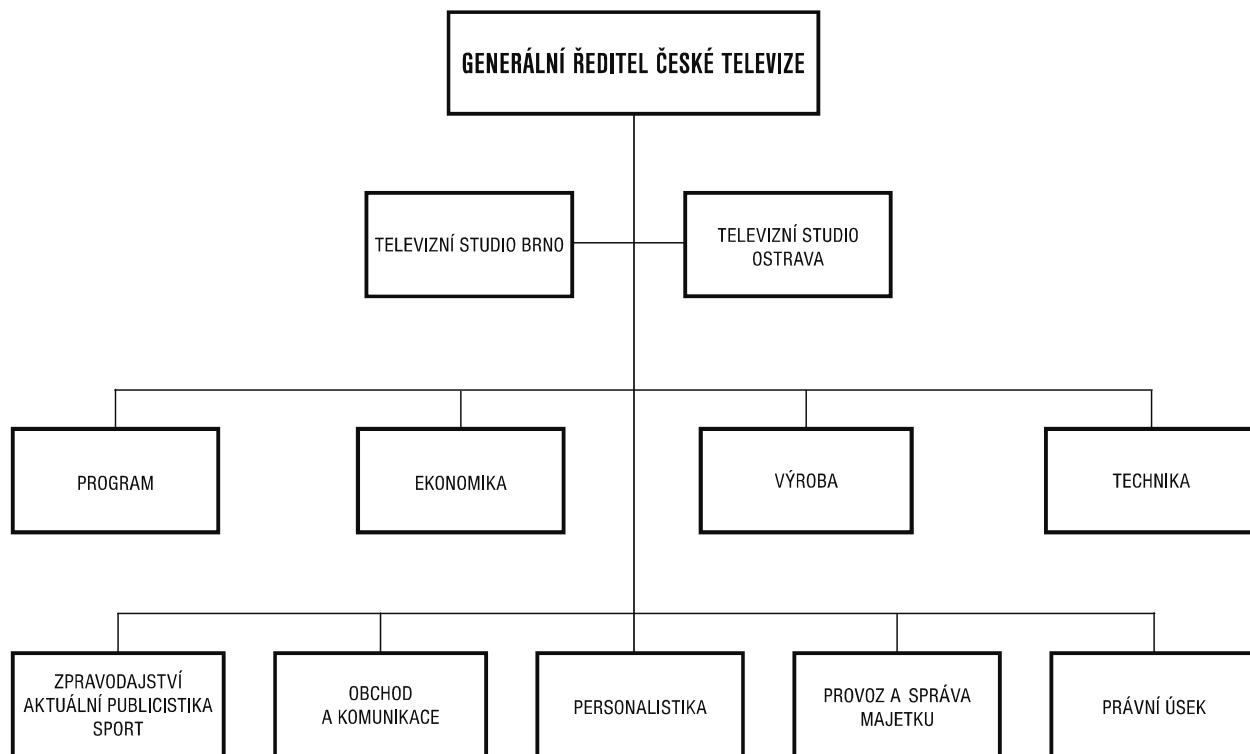 GENERÁLNÍ ŘEDITEL ČESKÉ TELEVIZE
TELEVIZNÍ STUDIO BRNO
TELEVIZNÍ STUDIO
OSTRAVA
PROGRAM
EKONOMIKA
VÝROBA
TECHNIKA
ZPRAVODAJSTVÍ
AKTUÁLNÍ PUBLICISTIKA
SPORT
OBCHOD
A KOMUNIKACE
PERSONALISTIKA
PROVOZ A SPRÁVA
MAJETKU
PRÁVNÍ ÚSEK